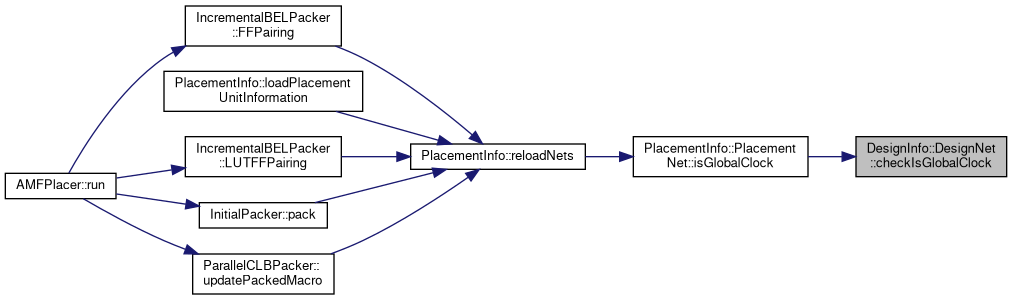 IncrementalBELPacker
::FFPairing
PlacementInfo::loadPlacement
UnitInformation
IncrementalBELPacker
::LUTFFPairing
PlacementInfo::reloadNets
PlacementInfo::Placement
Net::isGlobalClock
DesignInfo::DesignNet
::checkIsGlobalClock
AMFPlacer::run
InitialPacker::pack
ParallelCLBPacker::
updatePackedMacro